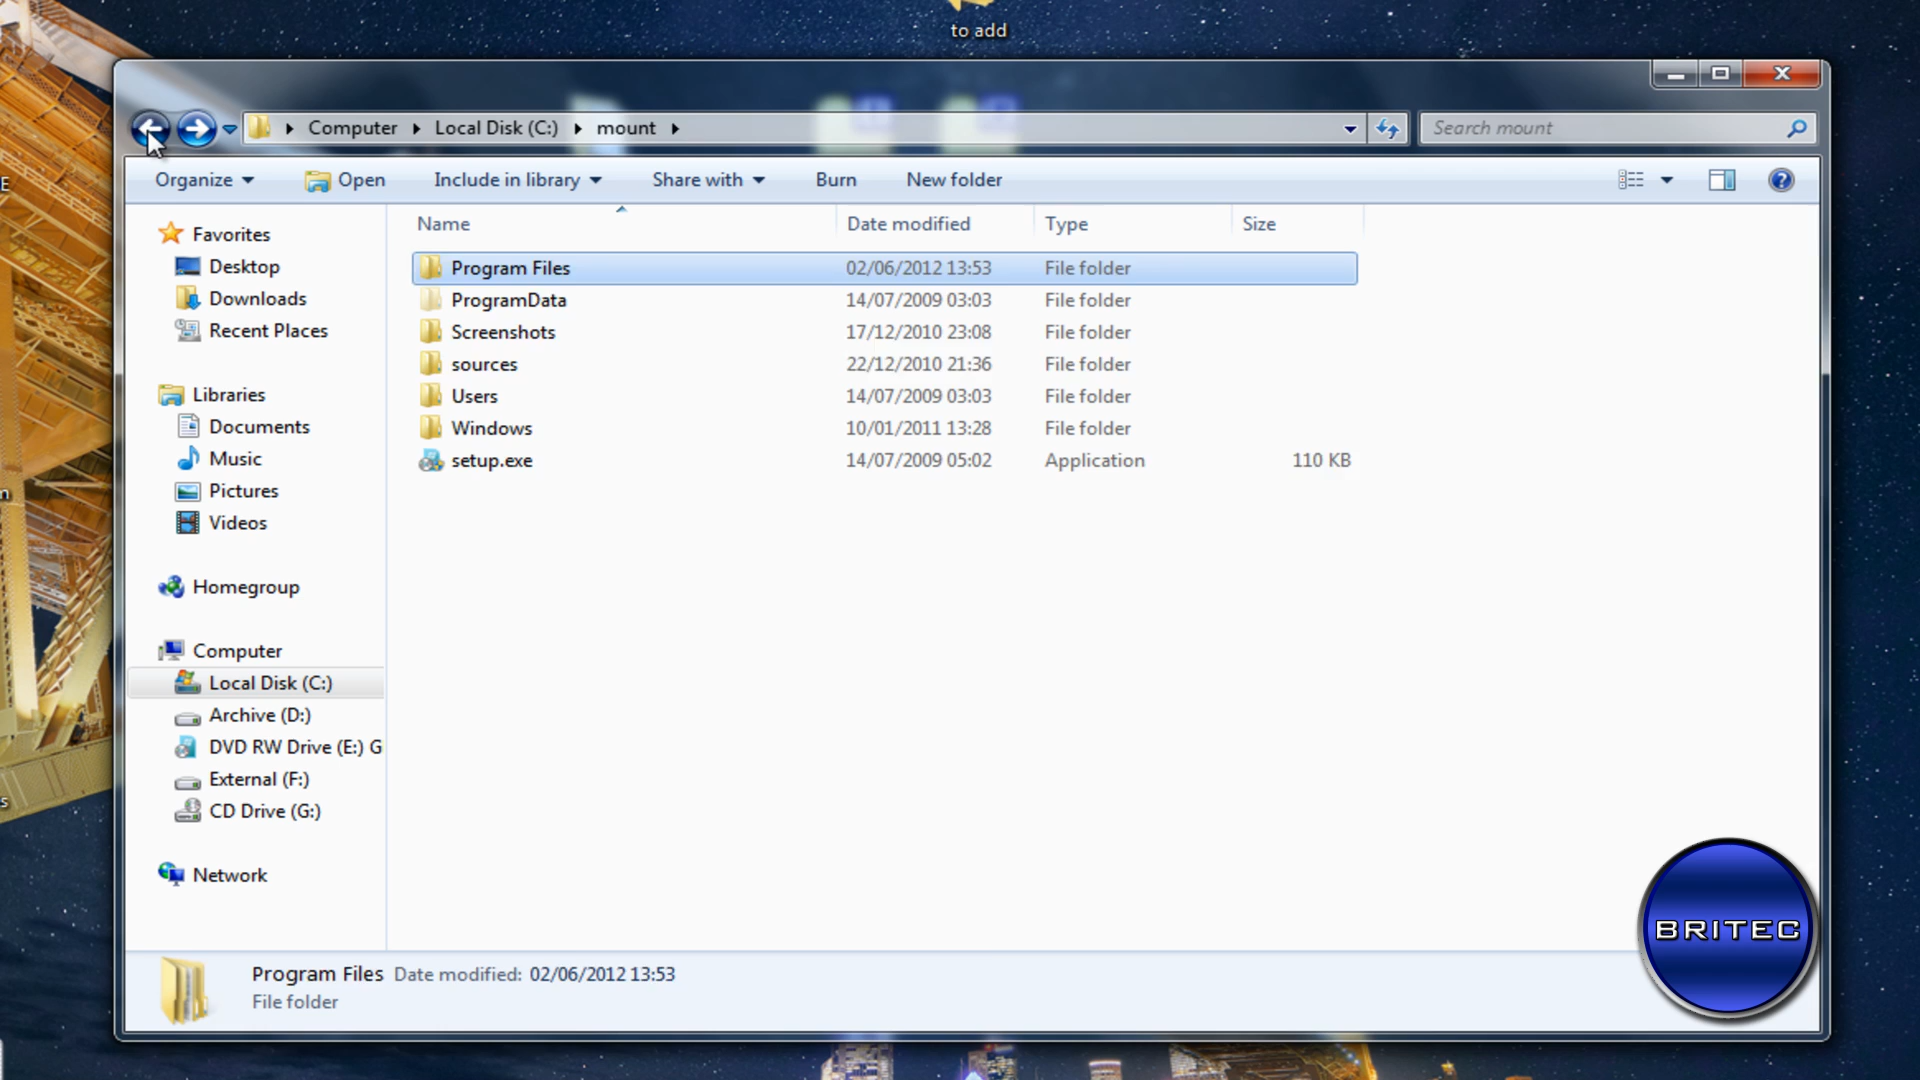 to add
Computer Local Disk (C:) mount
Search mount
Organize Open Include in library Share with Burn New folder
Name Date modified Type Size
Favorites
Desktop
Downloads
Recent Places
Libraries
Documents
Music
Pictures
Videos
Homegroup
Computer
Local Disk (C:)
Archive (D:)
DVD RW Drive (E:) G
External (F:)
CD Drive (G:)
Network
Program Files 02/06/2012 13:53 File folder
ProgramData 14/07/2009 03:03 File folder
Screenshots 17/12/2010 23:08 File folder
sources 22/12/2010 21:36 File folder
Users 14/07/2009 03:03 File folder
Windows 10/01/2011 13:28 File folder
setup.exe 14/07/2009 05:02 Application 110 KB
Program Files Date modified: 02/06/2012 13:53
File folder
BRITEC